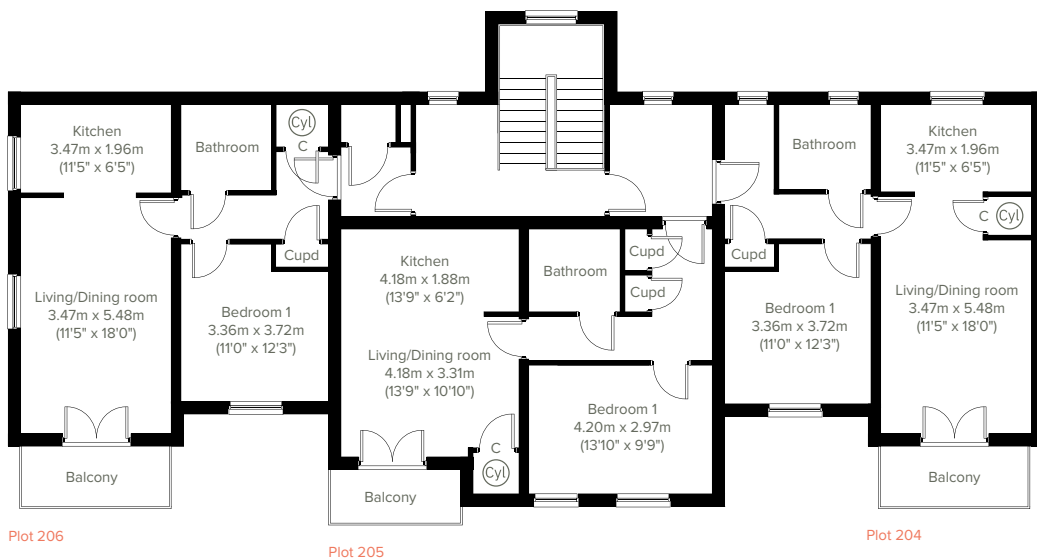 Kitchen
3.47m x 1.96m
(11'5" x 6'5")
Bathroom
Cyl
C
Cupd
Living/Dining room
3.47m x 5.48m
(11'5" x 18'0")
Bedroom 1
3.36m x 3.72m
(11'0" x 12'3")
Balcony
Plot 206
Kitchen
4.18m x 1.88m
(13'9" x 6'2")
Bathroom
Cupd
Cupd
Living/Dining room
4.18m x 3.31m
(13'9" x 10'10")
Bedroom 1
4.20m x 2.97m
(13'10" x 9'9")
C
Cyl
Balcony
Plot 205
Bathroom
Kitchen
3.47m x 1.96m
(11'5" x 6'5")
C Cyl
Cupd
Bedroom 1
3.36m x 3.72m
(11'0" x 12'3")
Living/Dining room
3.47m x 5.48m
(11'5" x 18'0")
Balcony
Plot 204